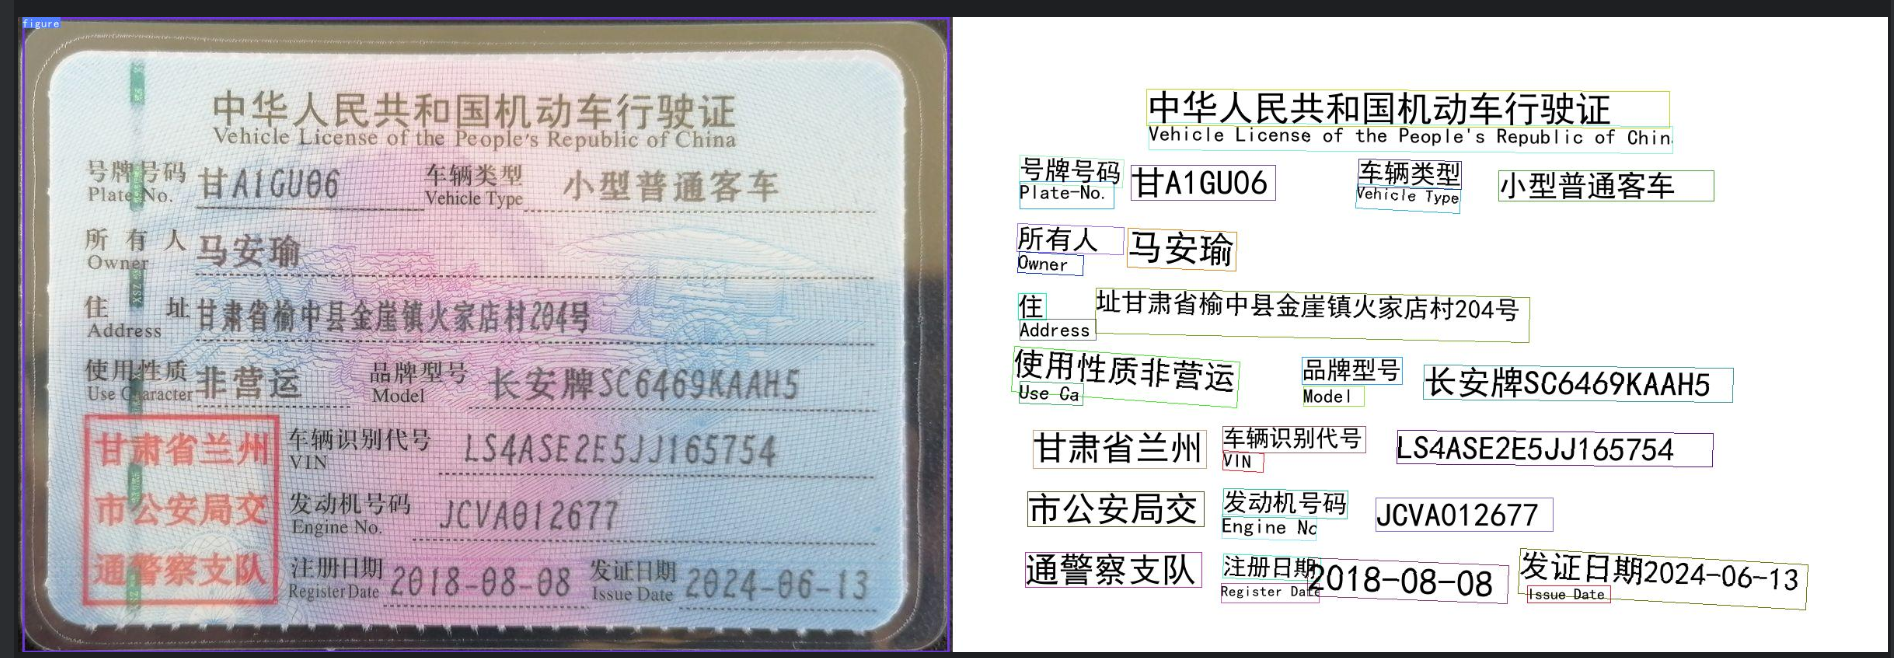 figure
中华人民共和国机动车行驶证
Vehicle License of the People's Republic of China
号牌号码 甘A1GU06 车辆类型 小型普通客车
Plate No. Vehicle Type
所有人 马安瑜
Owner
住址 甘肃省榆中县金崖镇火家店村204号
Address
使用性质 非营运 品牌型号 长安牌SC6469KAAH5
Use Character Model
甘肃省兰州 车辆识别代号 LS4ASE2E5JJ165754
VIN
市公安局交 发动机号码 JCVA012677
Engine No.
通警察支队 注册日期 2018-08-08 发证日期 2024-06-13
Register Date Issue Date
中华人民共和国机动车行驶证
Vehicle License of the People's Republic of Chin
号牌号码 甘A1GU06 车辆类型 小型普通客车
Plate-No. Vehicle Type
所有人 马安瑜
Owner
住 址甘肃省榆中县金崖镇火家店村204号
Address
使用性质非营运 品牌型号 长安牌SC6469KAAH5
Use Ca Model
甘肃省兰州 车辆识别代号 LS4ASE2E5JJ165754
VIN
市公安局交 发动机号码 JCVA012677
Engine No
通警察支队 注册日期 2018-08-08 发证日期2024-06-13
Register Date Issue Date